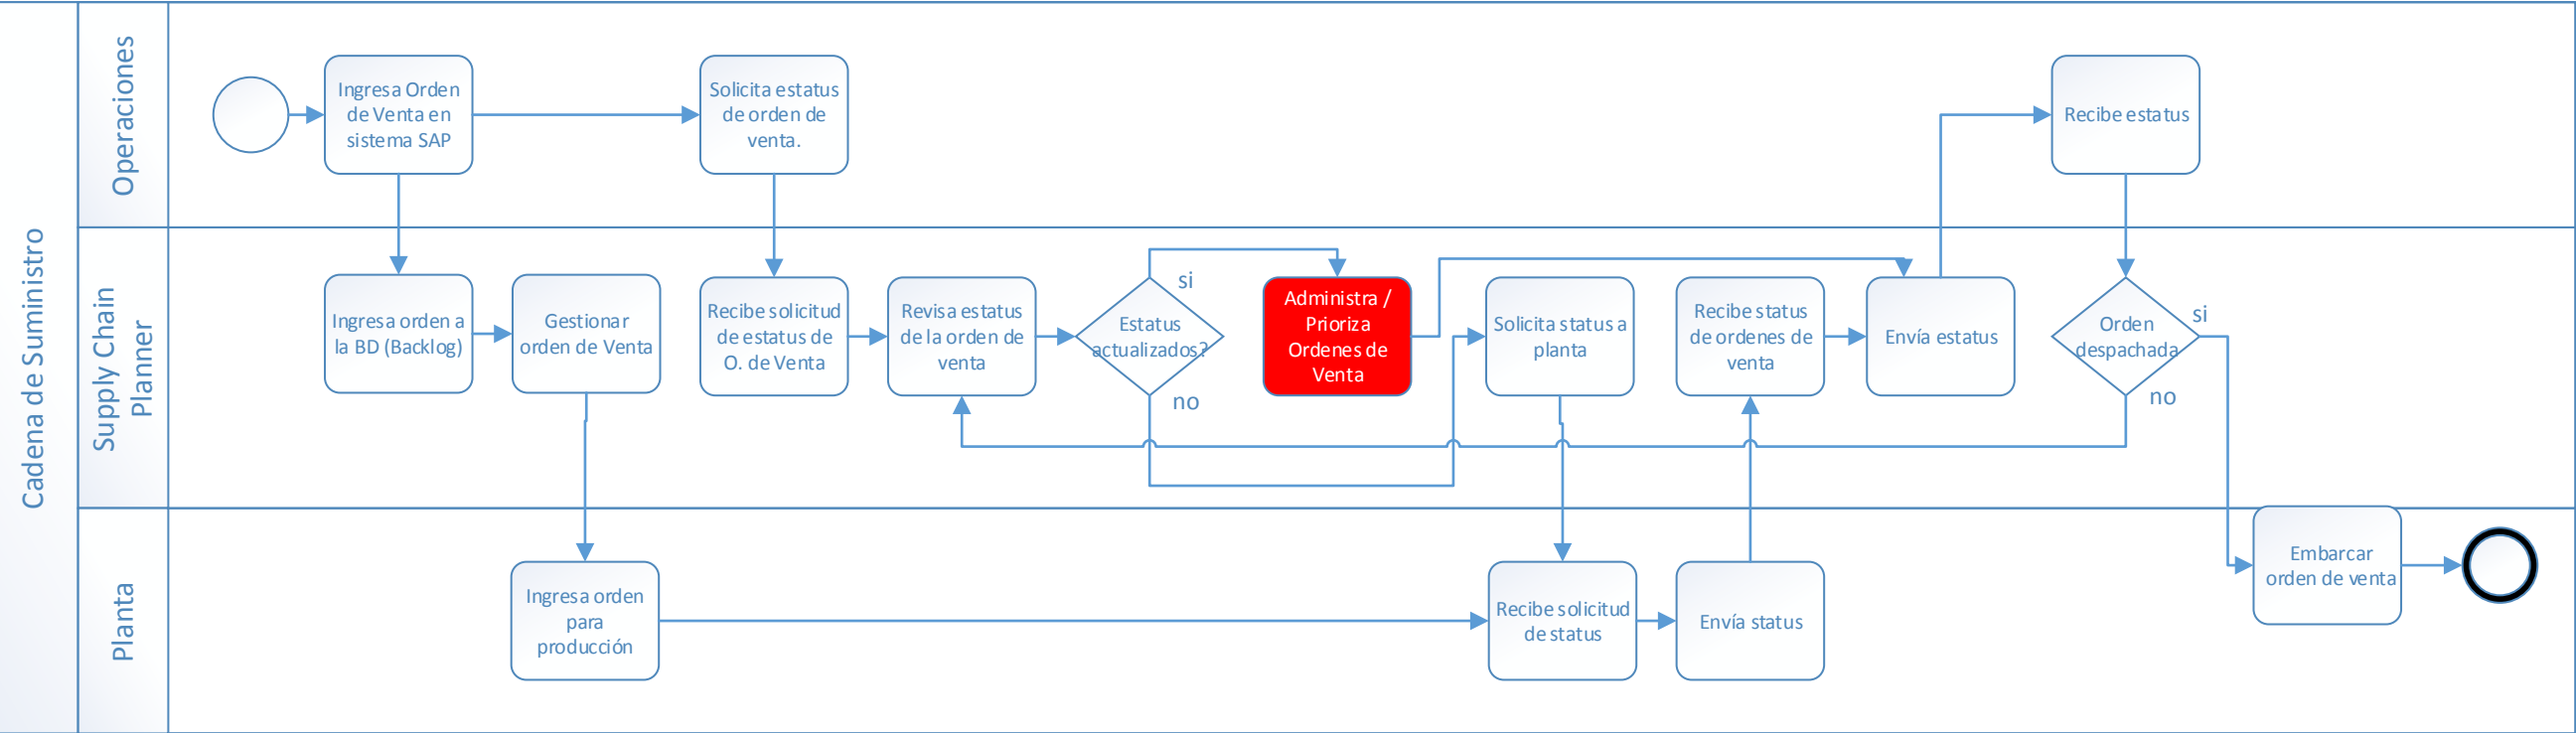 Cadena de Suministro
Operaciones
Ingresa Orden
de Venta en
sistema SAP
Solicita estatus
de orden de
venta.
Recibe estatus
Supply Chain
Planner
Ingresa orden a
la BD (Backlog)
Gestionar
orden de Venta
Recibe solicitud
de estatus de
O. de Venta
Revisa estatus
de la orden de
venta
Estatus
actualizados?
si
no
Administra /
Prioriza
Ordenes de
Venta
Solicita status a
planta
Recibe status
de ordenes de
venta
Envía estatus
Orden
despachada
si
no
Planta
Ingresa orden
para
producción
Recibe solicitud
de status
Envía status
Embarcar
orden de venta